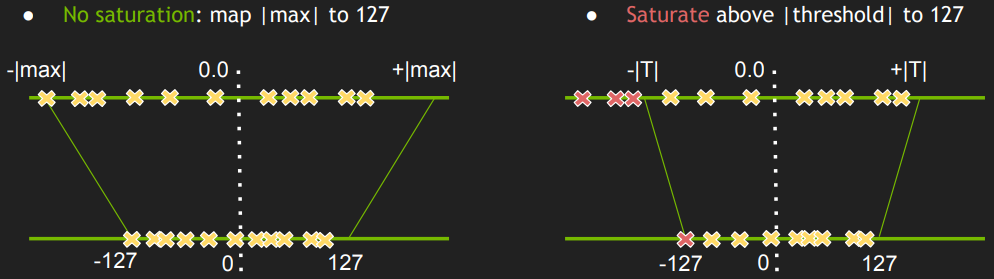 ● No saturation: map |max| to 127
● Saturate above |threshold| to 127
-|max| 0.0 +|max|
-|T| 0.0 +|T|
-127 0 127
-127 0 127